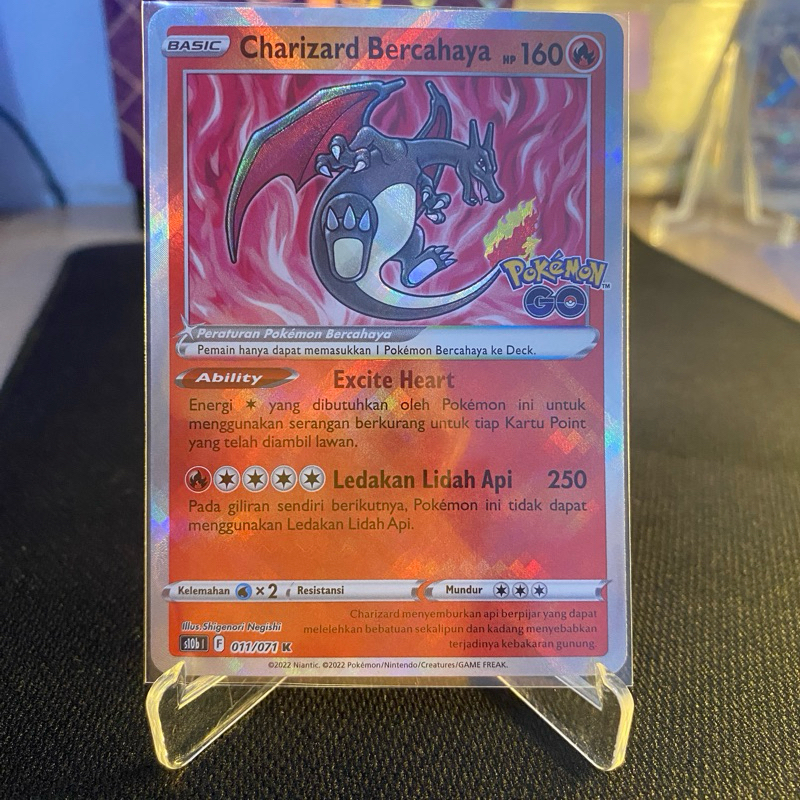 BASIC Charizard Bercahaya HP 160
Pokémon GO ™
Peraturan Pokémon Bercahaya
Pemain hanya dapat memasukkan 1 Pokémon Bercahaya ke Deck.
Ability Excite Heart
Energi yang dibutuhkan oleh Pokémon ini untuk
menggunakan serangan berkurang untuk tiap Kartu Point
yang telah diambil lawan.
Ledakan Lidah Api 250
Pada giliran sendiri berikutnya, Pokémon ini tidak dapat
menggunakan Ledakan Lidah Api.
Kelemahan ×2 Resistansi Mundur
Illus. Shigenori Negishi
s10b I F 011/071 K
Charizard menyemburkan api berpijar yang dapat
melelehkan bebatuan sekalipun dan kadang menyebabkan
terjadinya kebakaran gunung.
©2022 Niantic. ©2022 Pokémon/Nintendo/Creatures/GAME FREAK.